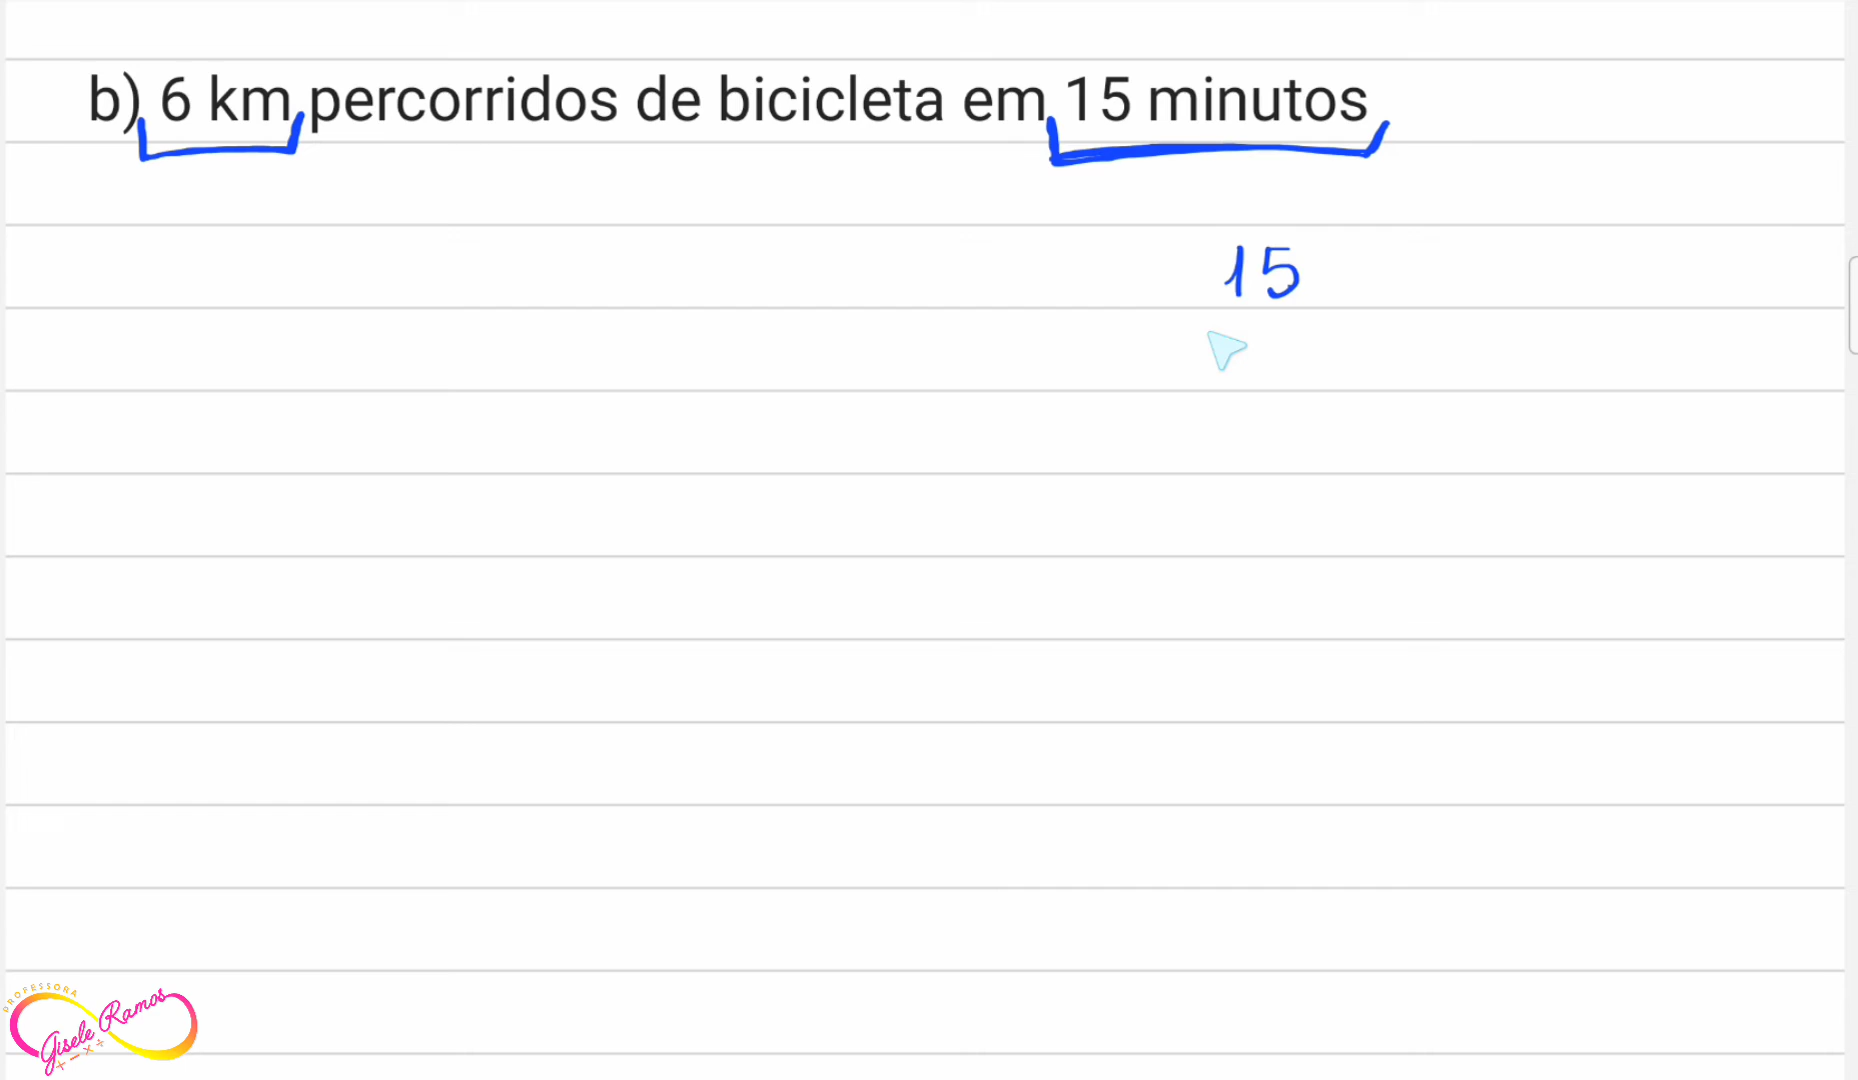 b) 6 km percorridos de bicicleta em 15 minutos
15
PROFESSORA
Gisele Ramos
+ − × ÷